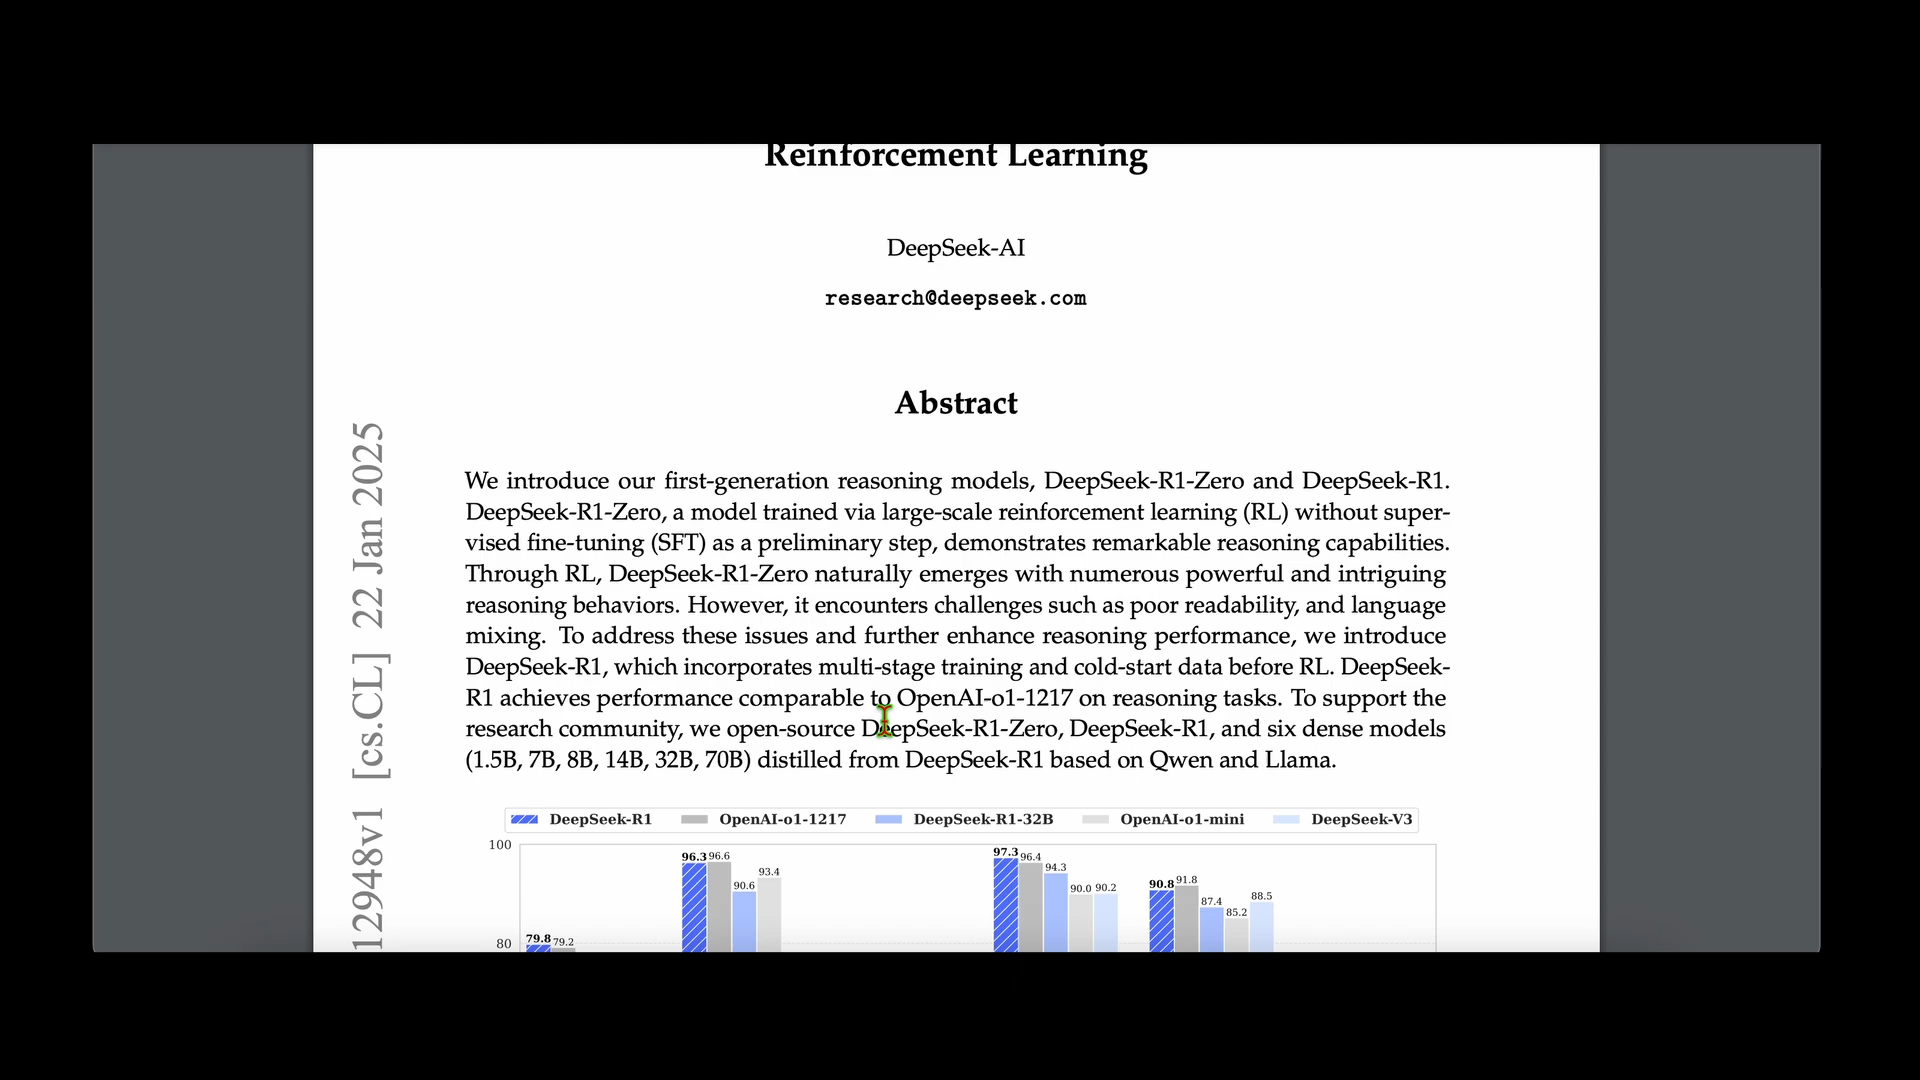 Reinforcement Learning
DeepSeek-AI
research@deepseek.com
Abstract
We introduce our first-generation reasoning models, DeepSeek-R1-Zero and DeepSeek-R1.
DeepSeek-R1-Zero, a model trained via large-scale reinforcement learning (RL) without super-
vised fine-tuning (SFT) as a preliminary step, demonstrates remarkable reasoning capabilities.
Through RL, DeepSeek-R1-Zero naturally emerges with numerous powerful and intriguing
reasoning behaviors. However, it encounters challenges such as poor readability, and language
mixing. To address these issues and further enhance reasoning performance, we introduce
DeepSeek-R1, which incorporates multi-stage training and cold-start data before RL. DeepSeek-
R1 achieves performance comparable to OpenAI-o1-1217 on reasoning tasks. To support the
research community, we open-source DeepSeek-R1-Zero, DeepSeek-R1, and six dense models
(1.5B, 7B, 8B, 14B, 32B, 70B) distilled from DeepSeek-R1 based on Qwen and Llama.
12948v1 [cs.CL] 22 Jan 2025
DeepSeek-R1 OpenAI-o1-1217 DeepSeek-R1-32B OpenAI-o1-mini DeepSeek-V3
100
96.3 96.6 90.6 93.4
97.3 96.4 94.3 90.0 90.2
90.8 91.8 87.4 85.2 88.5
80
79.8 79.2